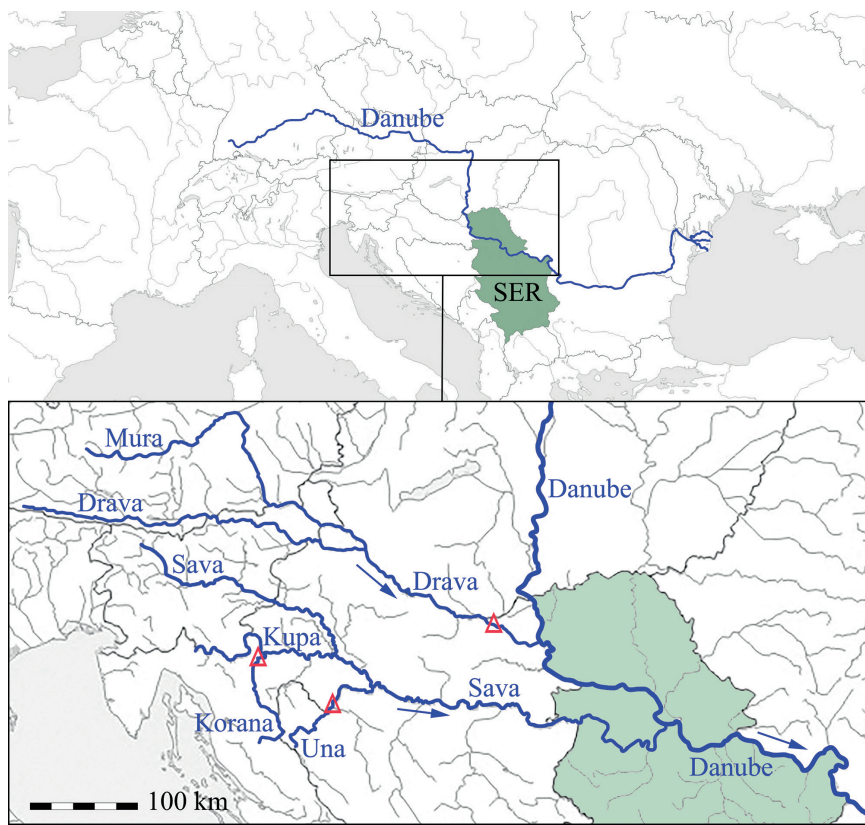 Danube
SER
Mura
Drava
Danube
Sava
Drava
Kupa
Sava
Korana
Una
Danube
100 km